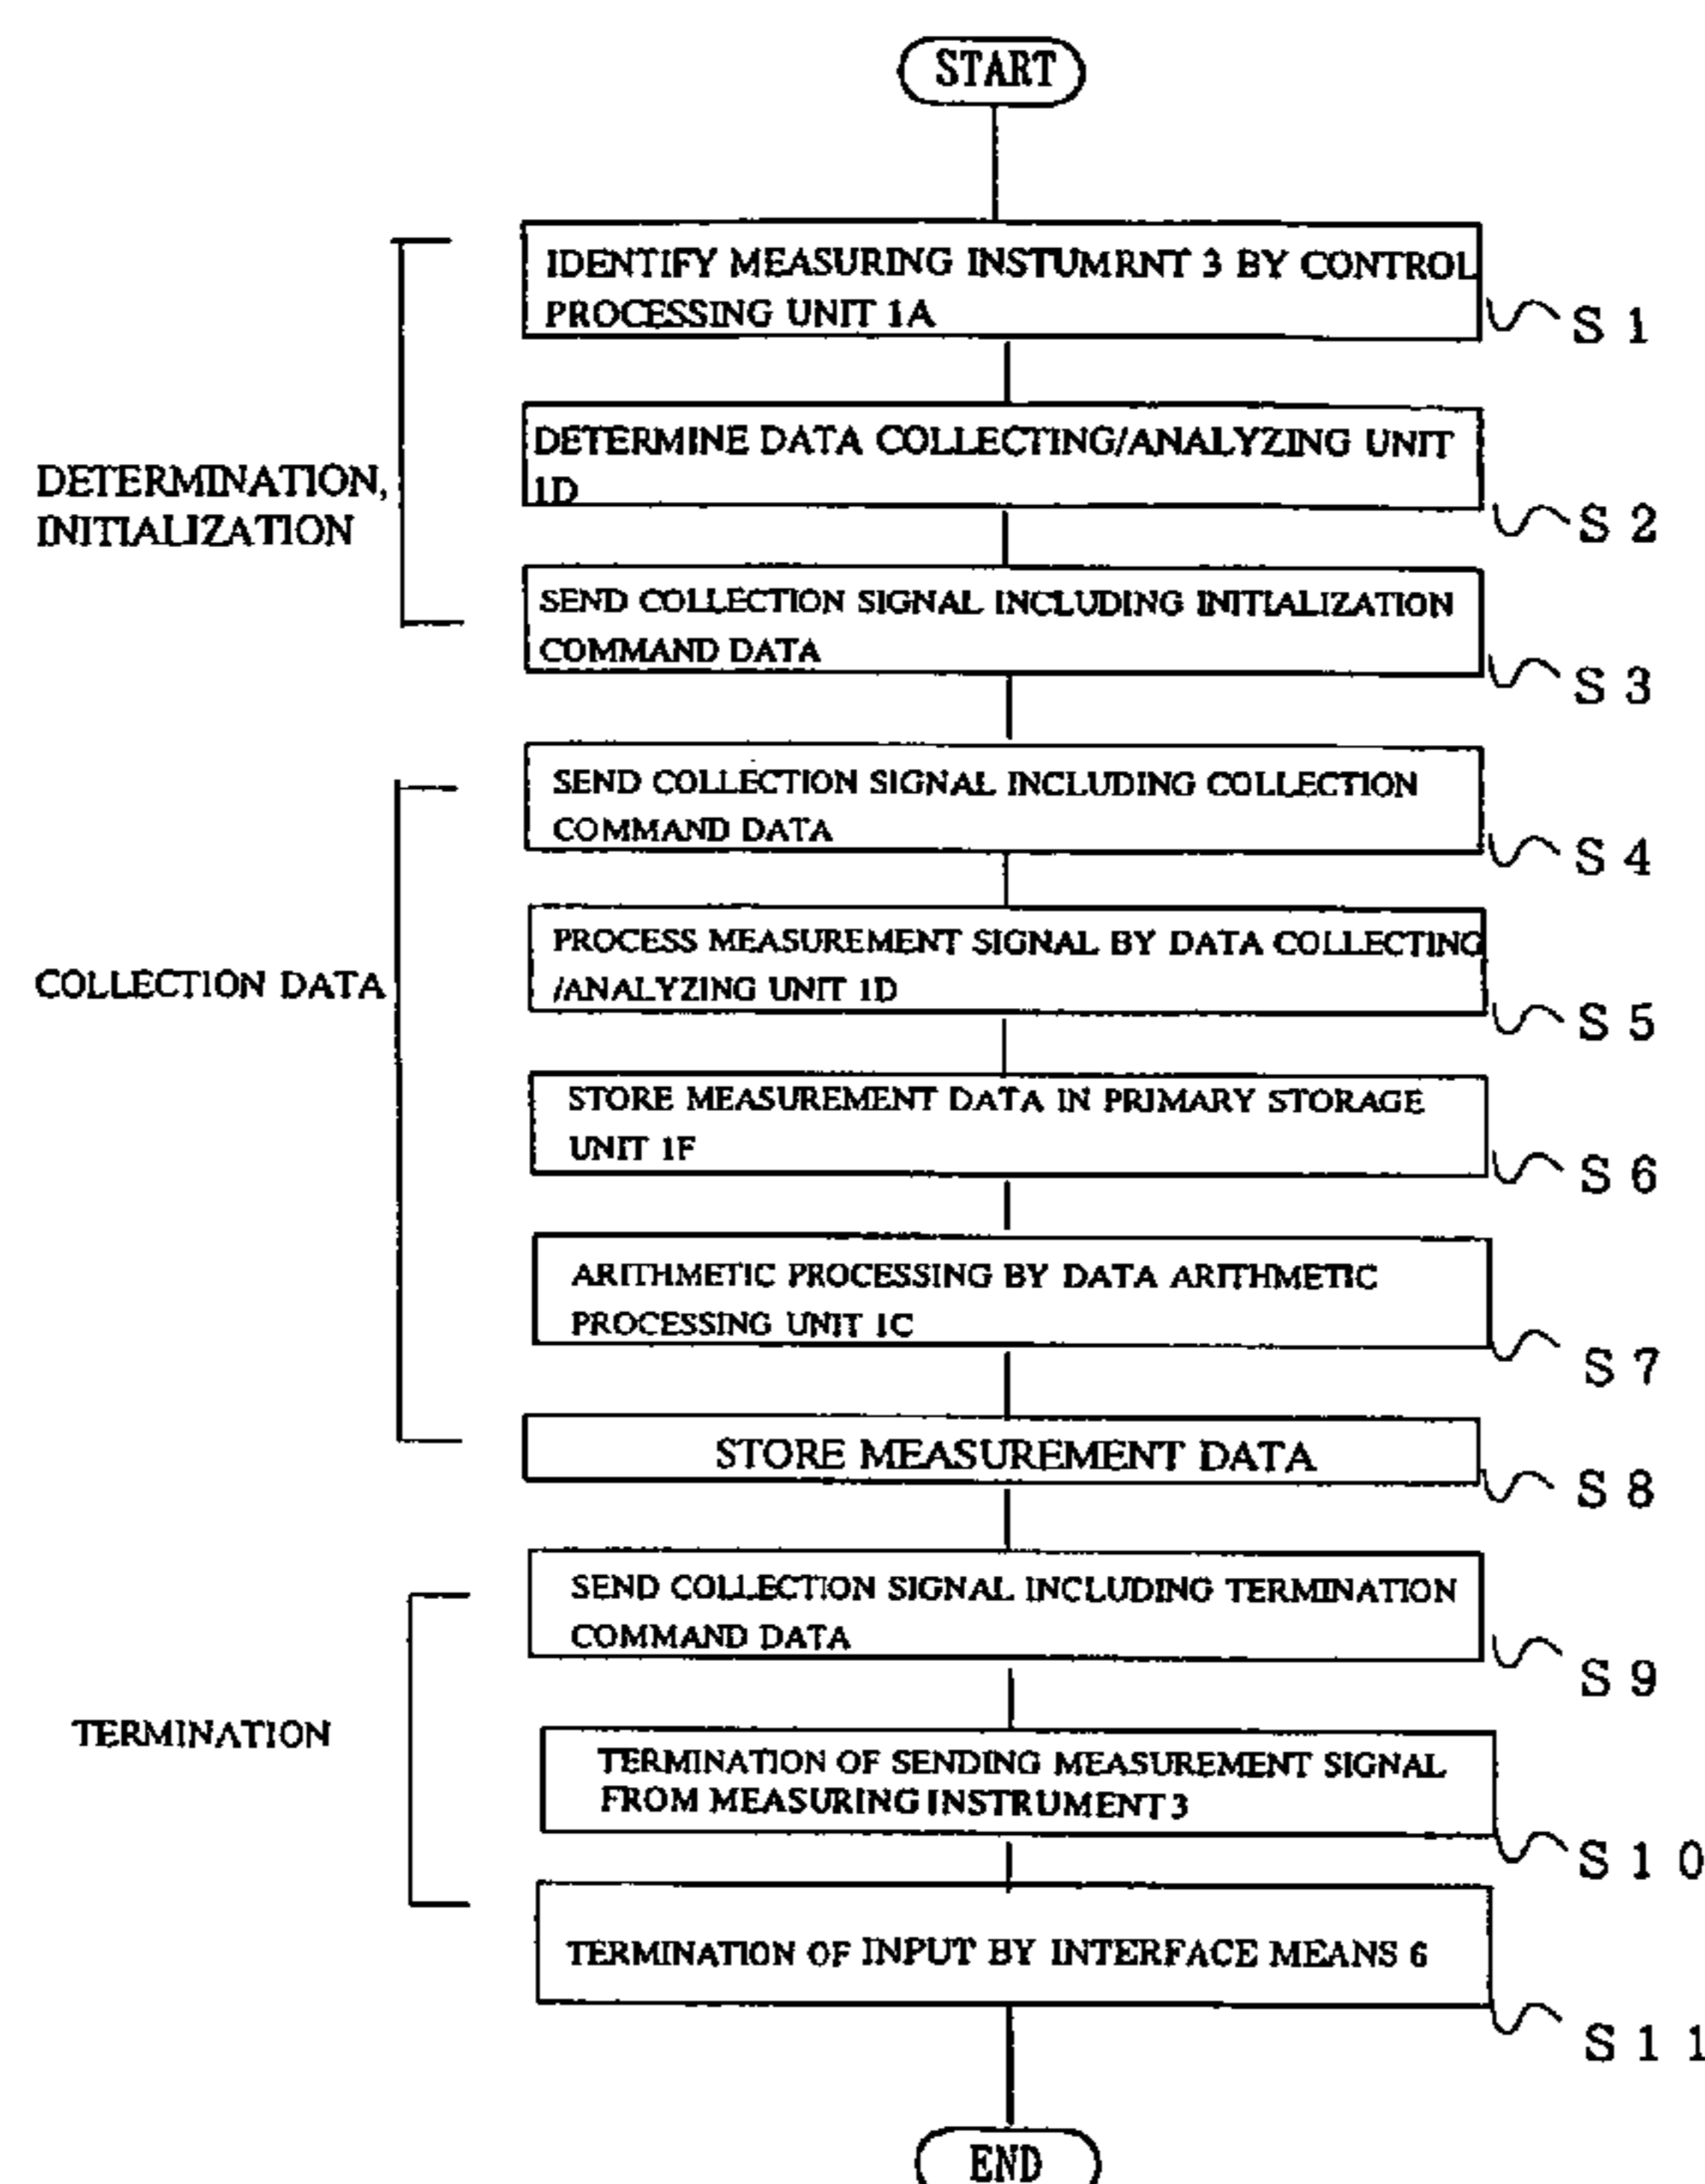 START
IDENTIFY MEASURING INSTUMRNT 3 BY CONTROL
PROCESSING UNIT 1A
S 1
DETERMINE DATA COLLECTING/ANALYZING UNIT
1D
S 2
DETERMINATION,
INITIALIZATION
SEND COLLECTION SIGNAL INCLUDING INITIALIZATION
COMMAND DATA
S 3
SEND COLLECTION SIGNAL INCLUDING COLLECTION
COMMAND DATA
S 4
PROCESS MEASUREMENT SIGNAL BY DATA COLLECTING
/ANALYZING UNIT 1D
S 5
COLLECTION DATA
STORE MEASUREMENT DATA IN PRIMARY STORAGE
UNIT 1F
S 6
ARITHMETIC PROCESSING BY DATA ARITHMETIC
PROCESSING UNIT 1C
S 7
STORE MEASUREMENT DATA
S 8
SEND COLLECTION SIGNAL INCLUDING TERMINATION
COMMAND DATA
S 9
TERMINATION
TERMINATION OF SENDING MEASUREMENT SIGNAL
FROM MEASURING INSTRUMENT 3
S 1 0
TERMINATION OF INPUT BY INTERFACE MEANS 6
S 1 1
END